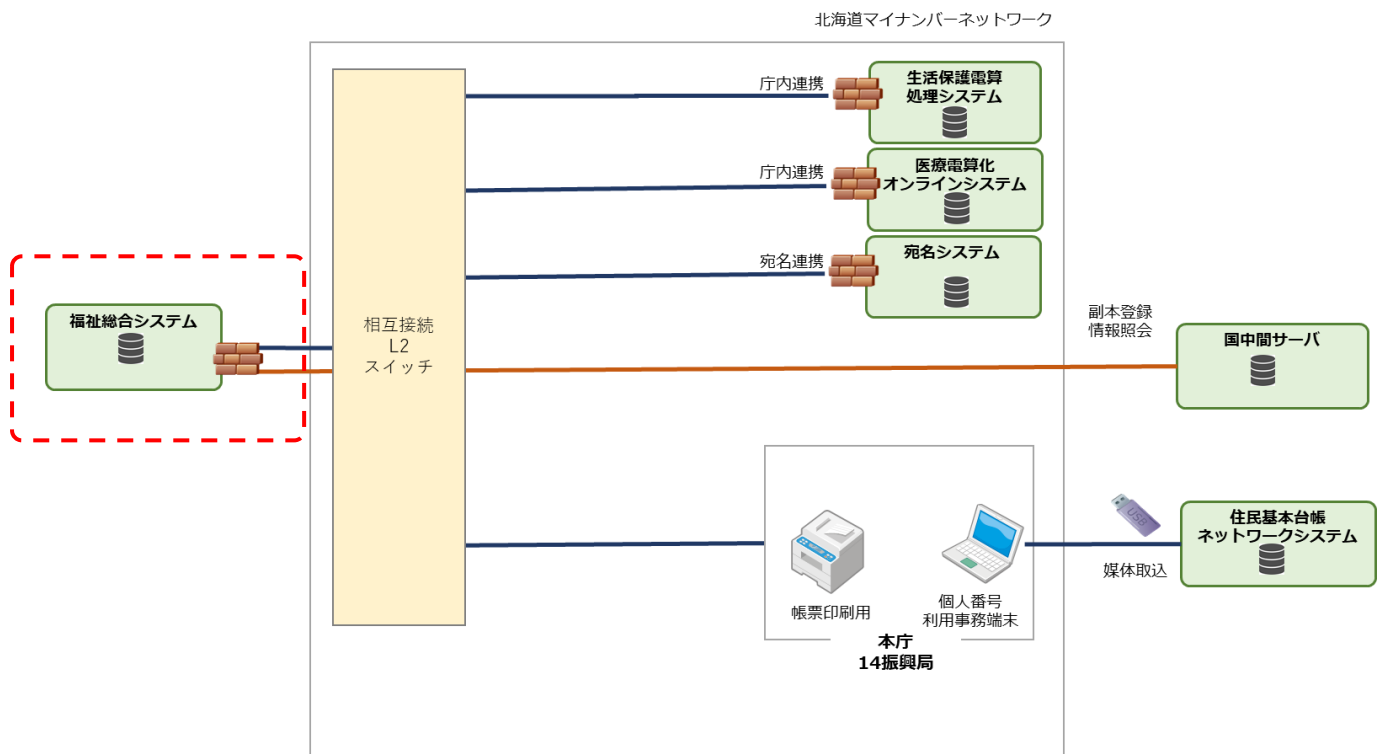 北海道マイナンバーネットワーク
庁内連携
生活保護電算
処理システム
庁内連携
医療電算化
オンラインシステム
宛名連携
宛名システム
福祉総合システム
相互接続
L2
スイッチ
副本登録
情報照会
国中間サーバ
USB
住民基本台帳
ネットワークシステム
媒体取込
帳票印刷用
個人番号
利用事務端末
本庁
14振興局